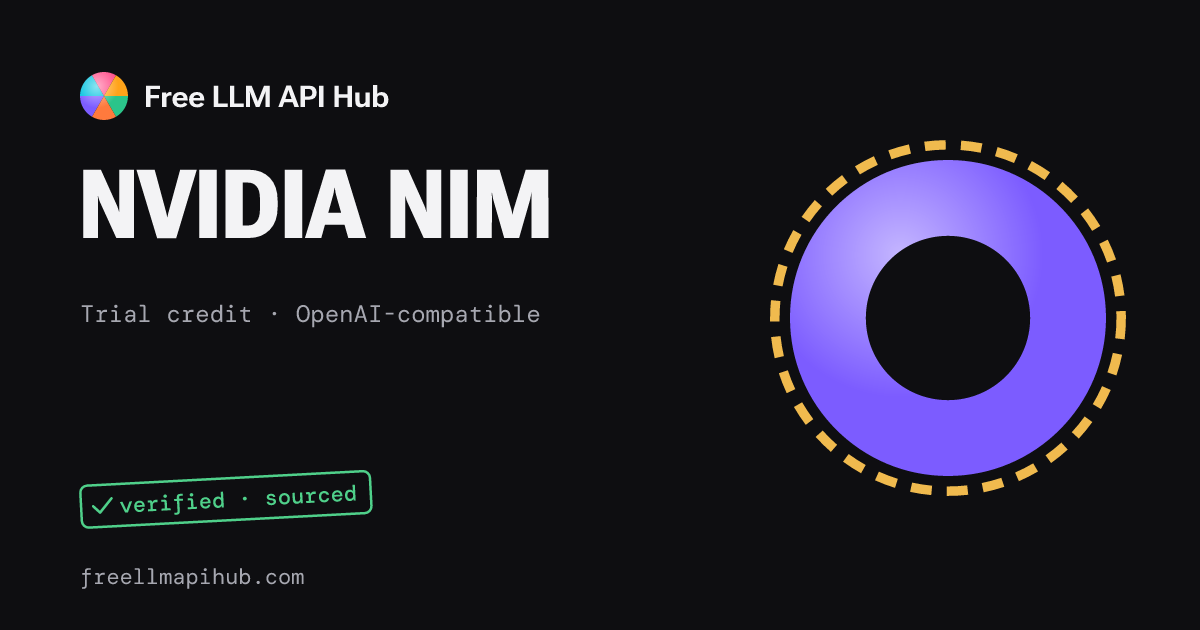 Free LLM API Hub
NVIDIA NIM
Trial credit · OpenAI-compatible
verified · sourced
freellmapihub.com